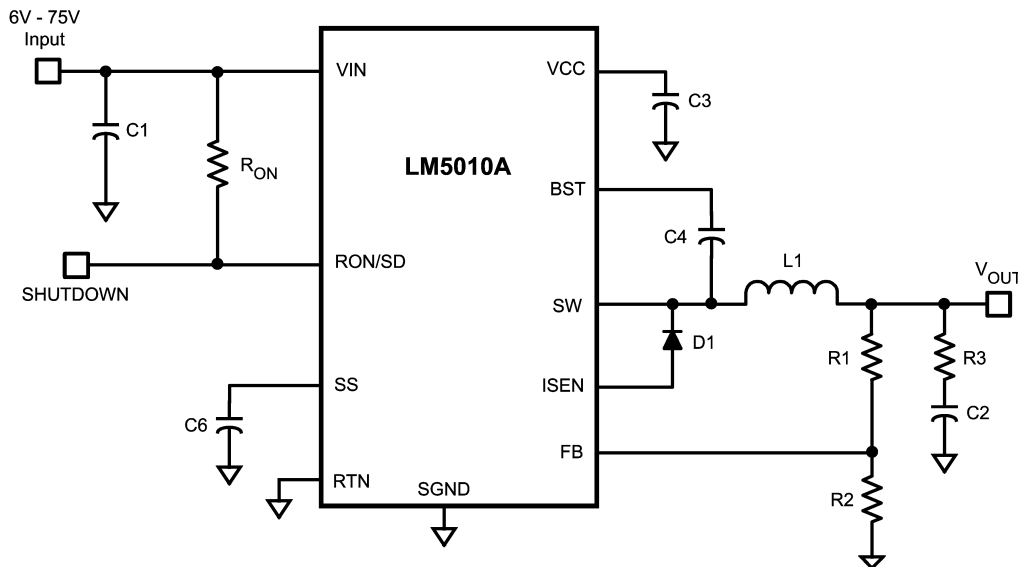 6V - 75V
Input
VIN
VCC
C3
C1
LM5010A
RON
BST
C4
L1
VOUT
SHUTDOWN
RON/SD
SW
D1
R1
R3
ISEN
C2
SS
C6
FB
RTN
SGND
R2